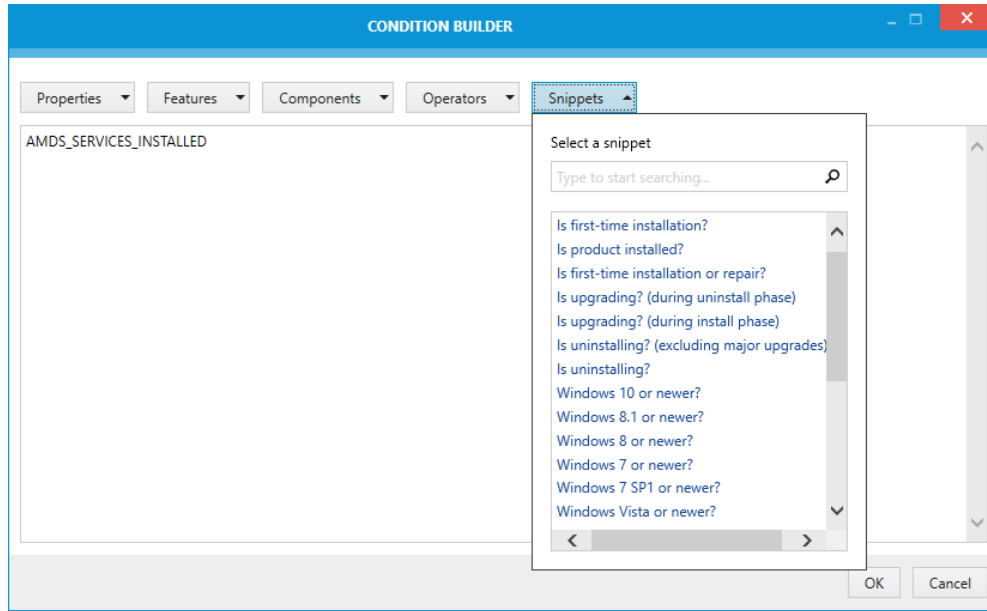 CONDITION BUILDER
Properties Features Components Operators Snippets
AMDS_SERVICES_INSTALLED
Select a snippet
Type to start searching...
Is first-time installation?
Is product installed?
Is first-time installation or repair?
Is upgrading? (during uninstall phase)
Is upgrading? (during install phase)
Is uninstalling? (excluding major upgrades)
Is uninstalling?
Windows 10 or newer?
Windows 8.1 or newer?
Windows 8 or newer?
Windows 7 or newer?
Windows 7 SP1 or newer?
Windows Vista or newer?
OK Cancel